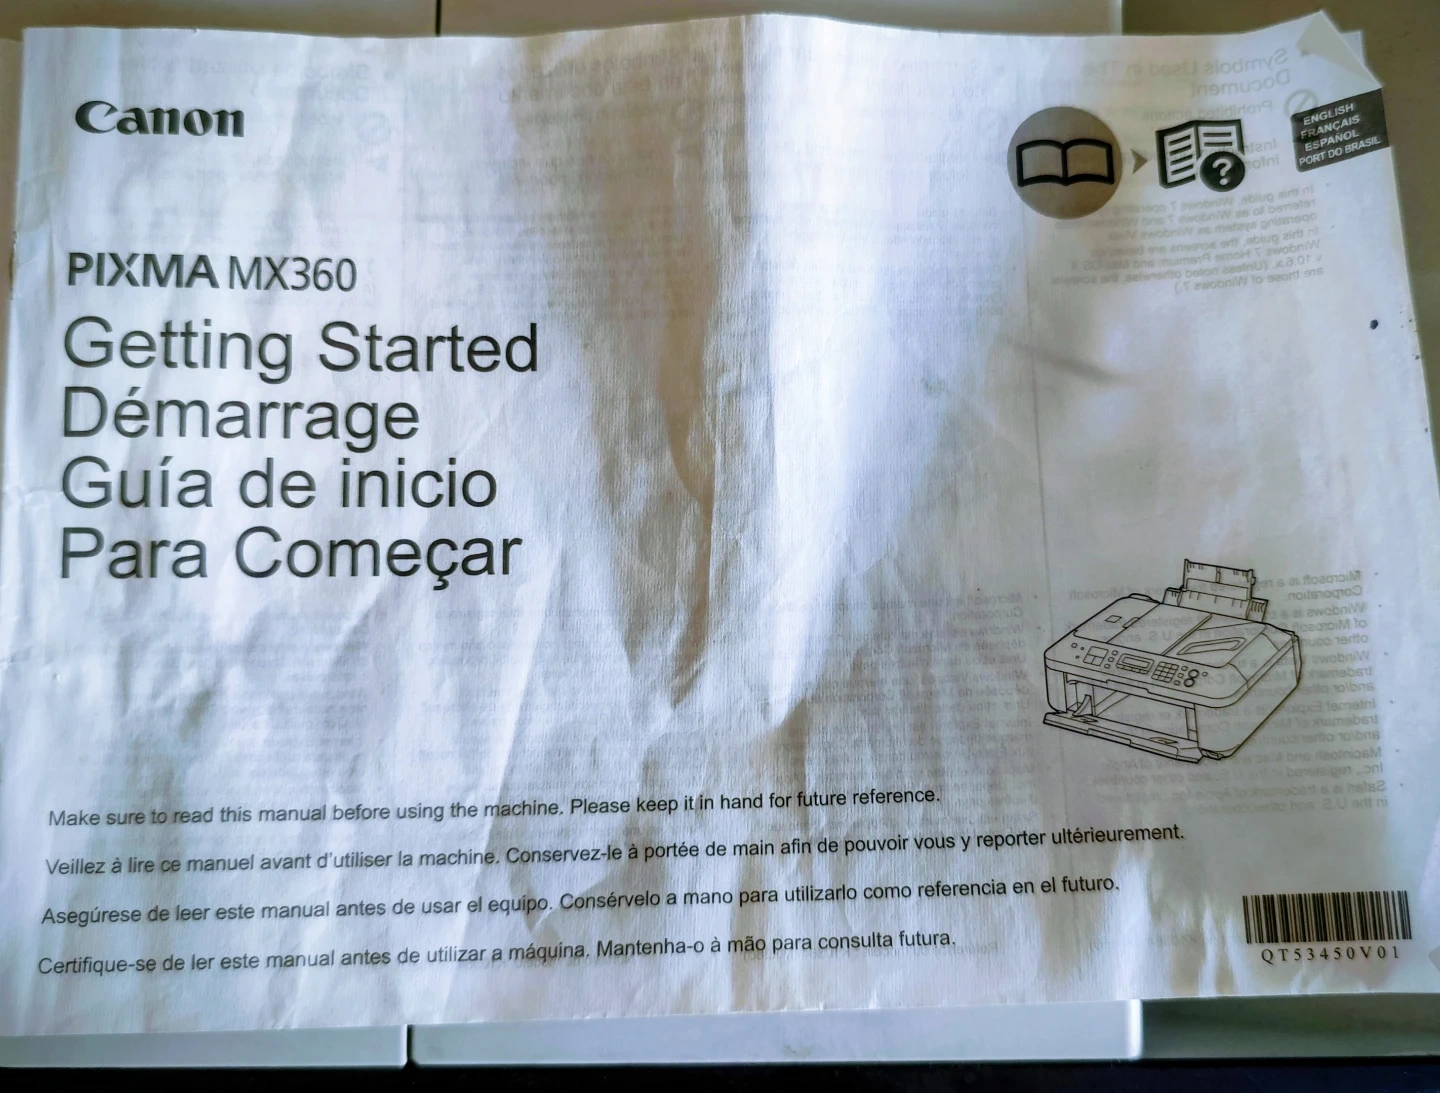 Canon
ENGLISH
FRANÇAIS
ESPAÑOL
PORT DO BRASIL
PIXMA MX360
Getting Started
Démarrage
Guía de inicio
Para Começar
Make sure to read this manual before using the machine. Please keep it in hand for future reference.
Veillez à lire ce manuel avant d'utiliser la machine. Conservez-le à portée de main afin de pouvoir vous y reporter ultérieurement.
Asegúrese de leer este manual antes de usar el equipo. Consérvelo a mano para utilizarlo como referencia en el futuro.
Certifique-se de ler este manual antes de utilizar a máquina. Mantenha-o à mão para consulta futura.
QT53450V01